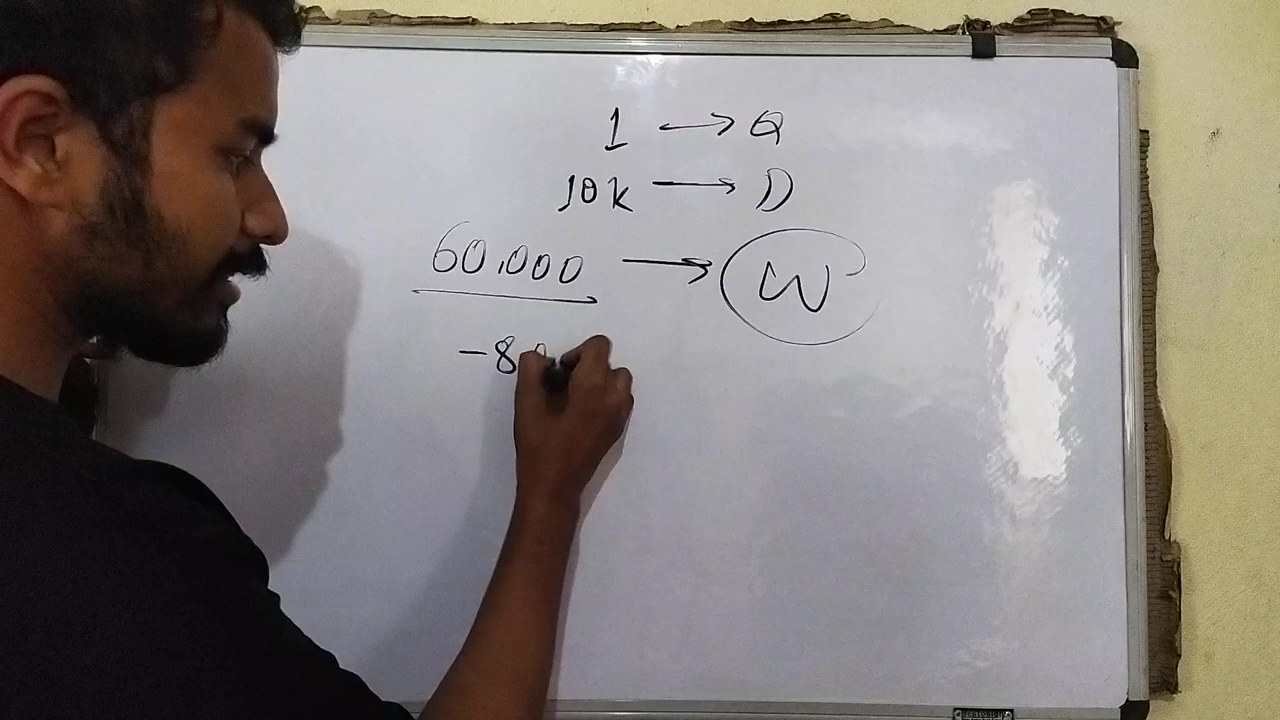 1 ↔ Q
10k → D
60,000 → W
-8